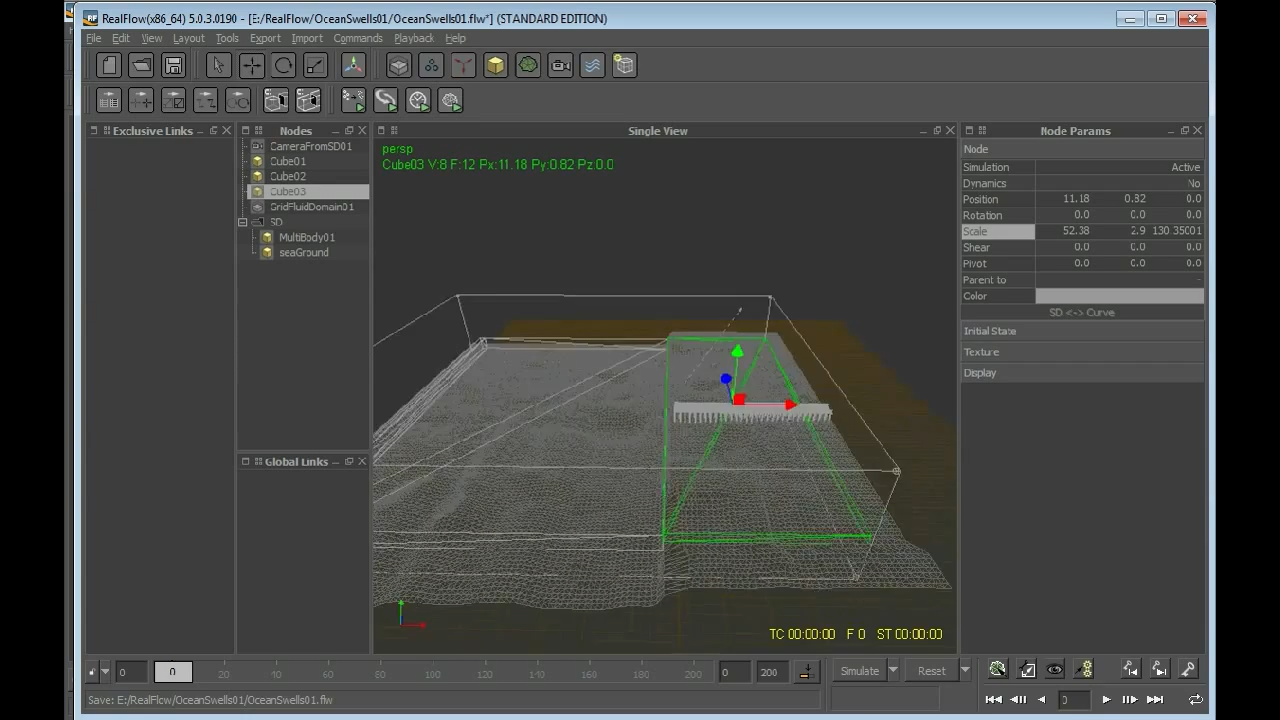 RealFlow(x86_64) 5.0.3.0190 - [E:/RealFlow/OceanSwells01/OceanSwells01.flw*] (STANDARD EDITION)
File Edit View Layout Tools Export Import Commands Playback Help
Exclusive Links
Nodes
Single View
Node Params
CameraFromSD01
Cube01
Cube02
Cube03
GridFluidDomain01
SD
MultiBody01
seaGround
Global Links
persp
Cube03 V:8 F:12 Px:11.18 Py:0.82 Pz:0.0
TC 00:00:00 F 0 ST 00:00:00
Node
Simulation Active
Dynamics No
Position 11.18 0.82 0.0
Rotation 0.0 0.0 0.0
Scale 52.38 2.9 130.35001
Shear 0.0 0.0 0.0
Pivot 0.0 0.0 0.0
Parent to -
Color
SD <-> Curve
Initial State
Texture
Display
0 0 20 40 60 80 100 120 140 160 180 200 0 200
Simulate Reset
Save: E:/RealFlow/OceanSwells01/OceanSwells01.flw
0